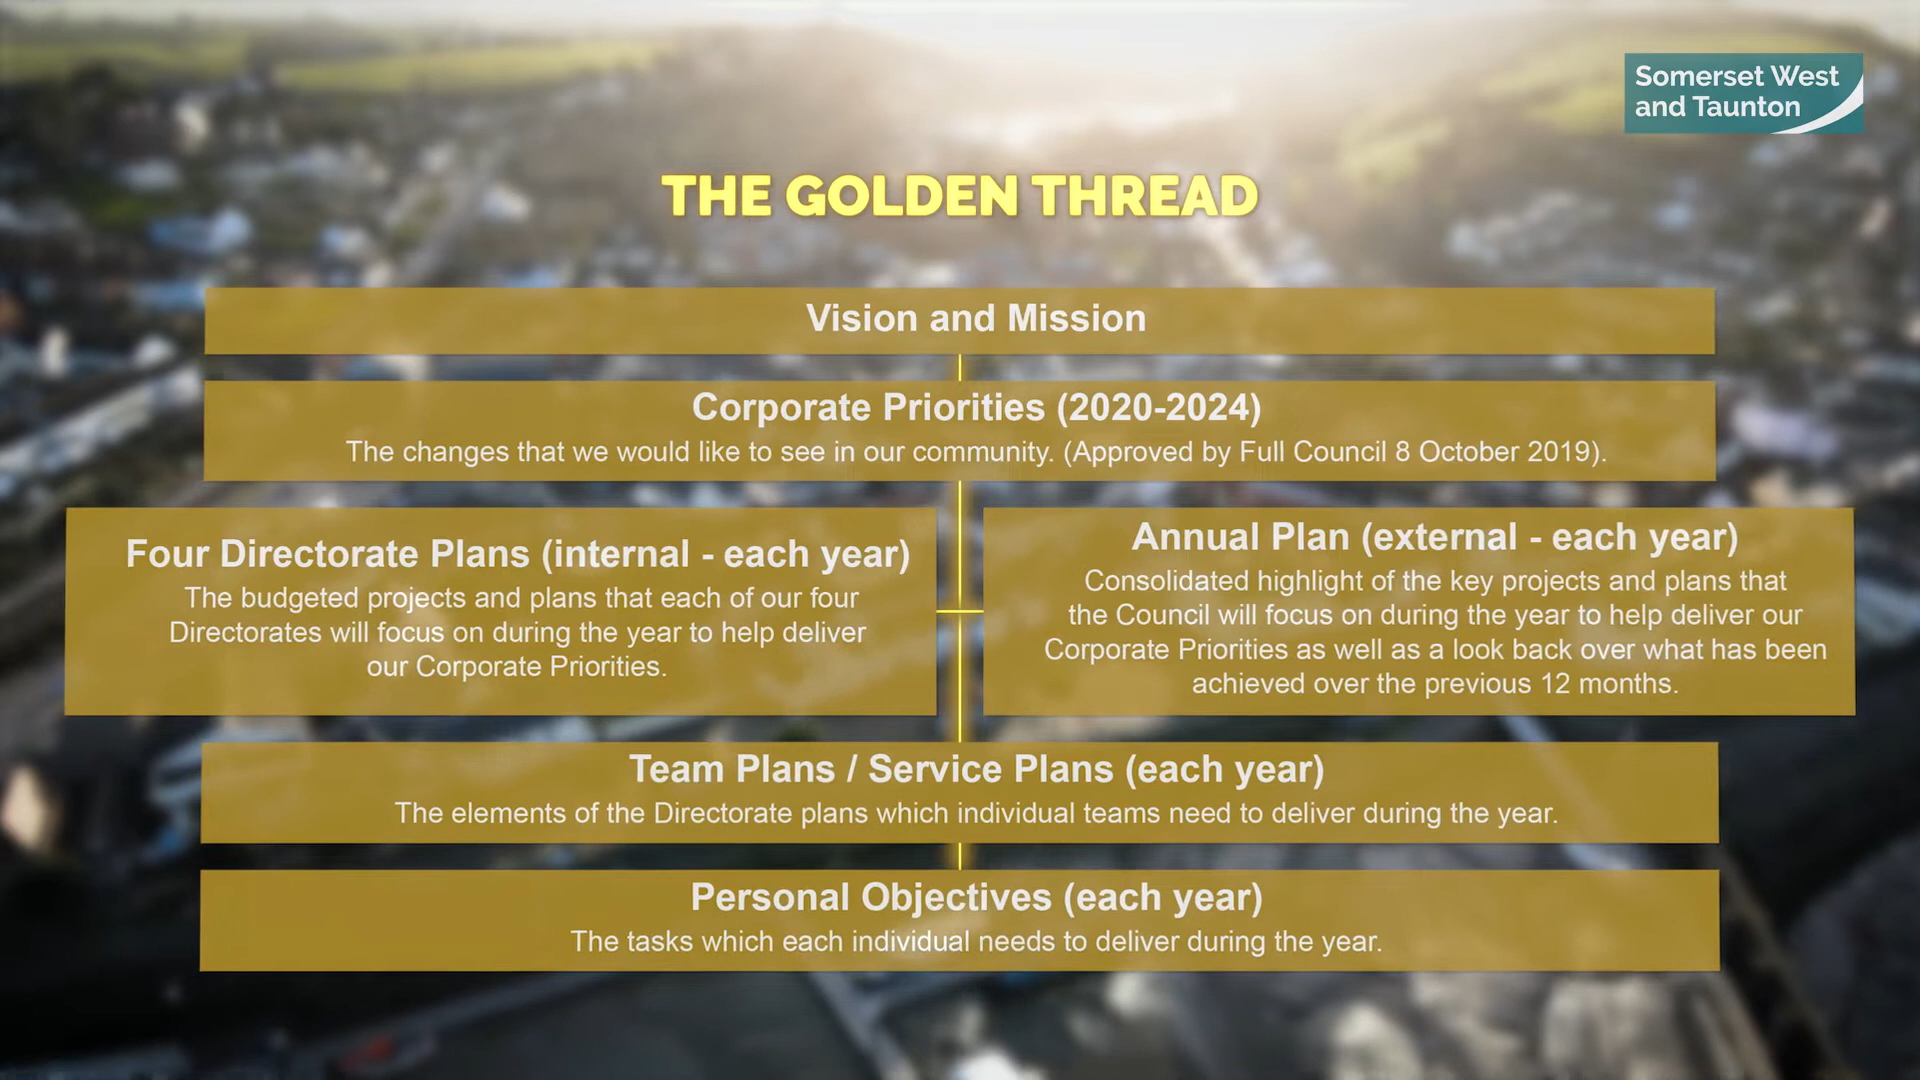 Somerset West
and Taunton
THE GOLDEN THREAD
Vision and Mission
Corporate Priorities (2020-2024)
The changes that we would like to see in our community. (Approved by Full Council 8 October 2019).
Four Directorate Plans (internal - each year)
The budgeted projects and plans that each of our four
Directorates will focus on during the year to help deliver
our Corporate Priorities.
Annual Plan (external - each year)
Consolidated highlight of the key projects and plans that
the Council will focus on during the year to help deliver our
Corporate Priorities as well as a look back over what has been
achieved over the previous 12 months.
Team Plans / Service Plans (each year)
The elements of the Directorate plans which individual teams need to deliver during the year.
Personal Objectives (each year)
The tasks which each individual needs to deliver during the year.